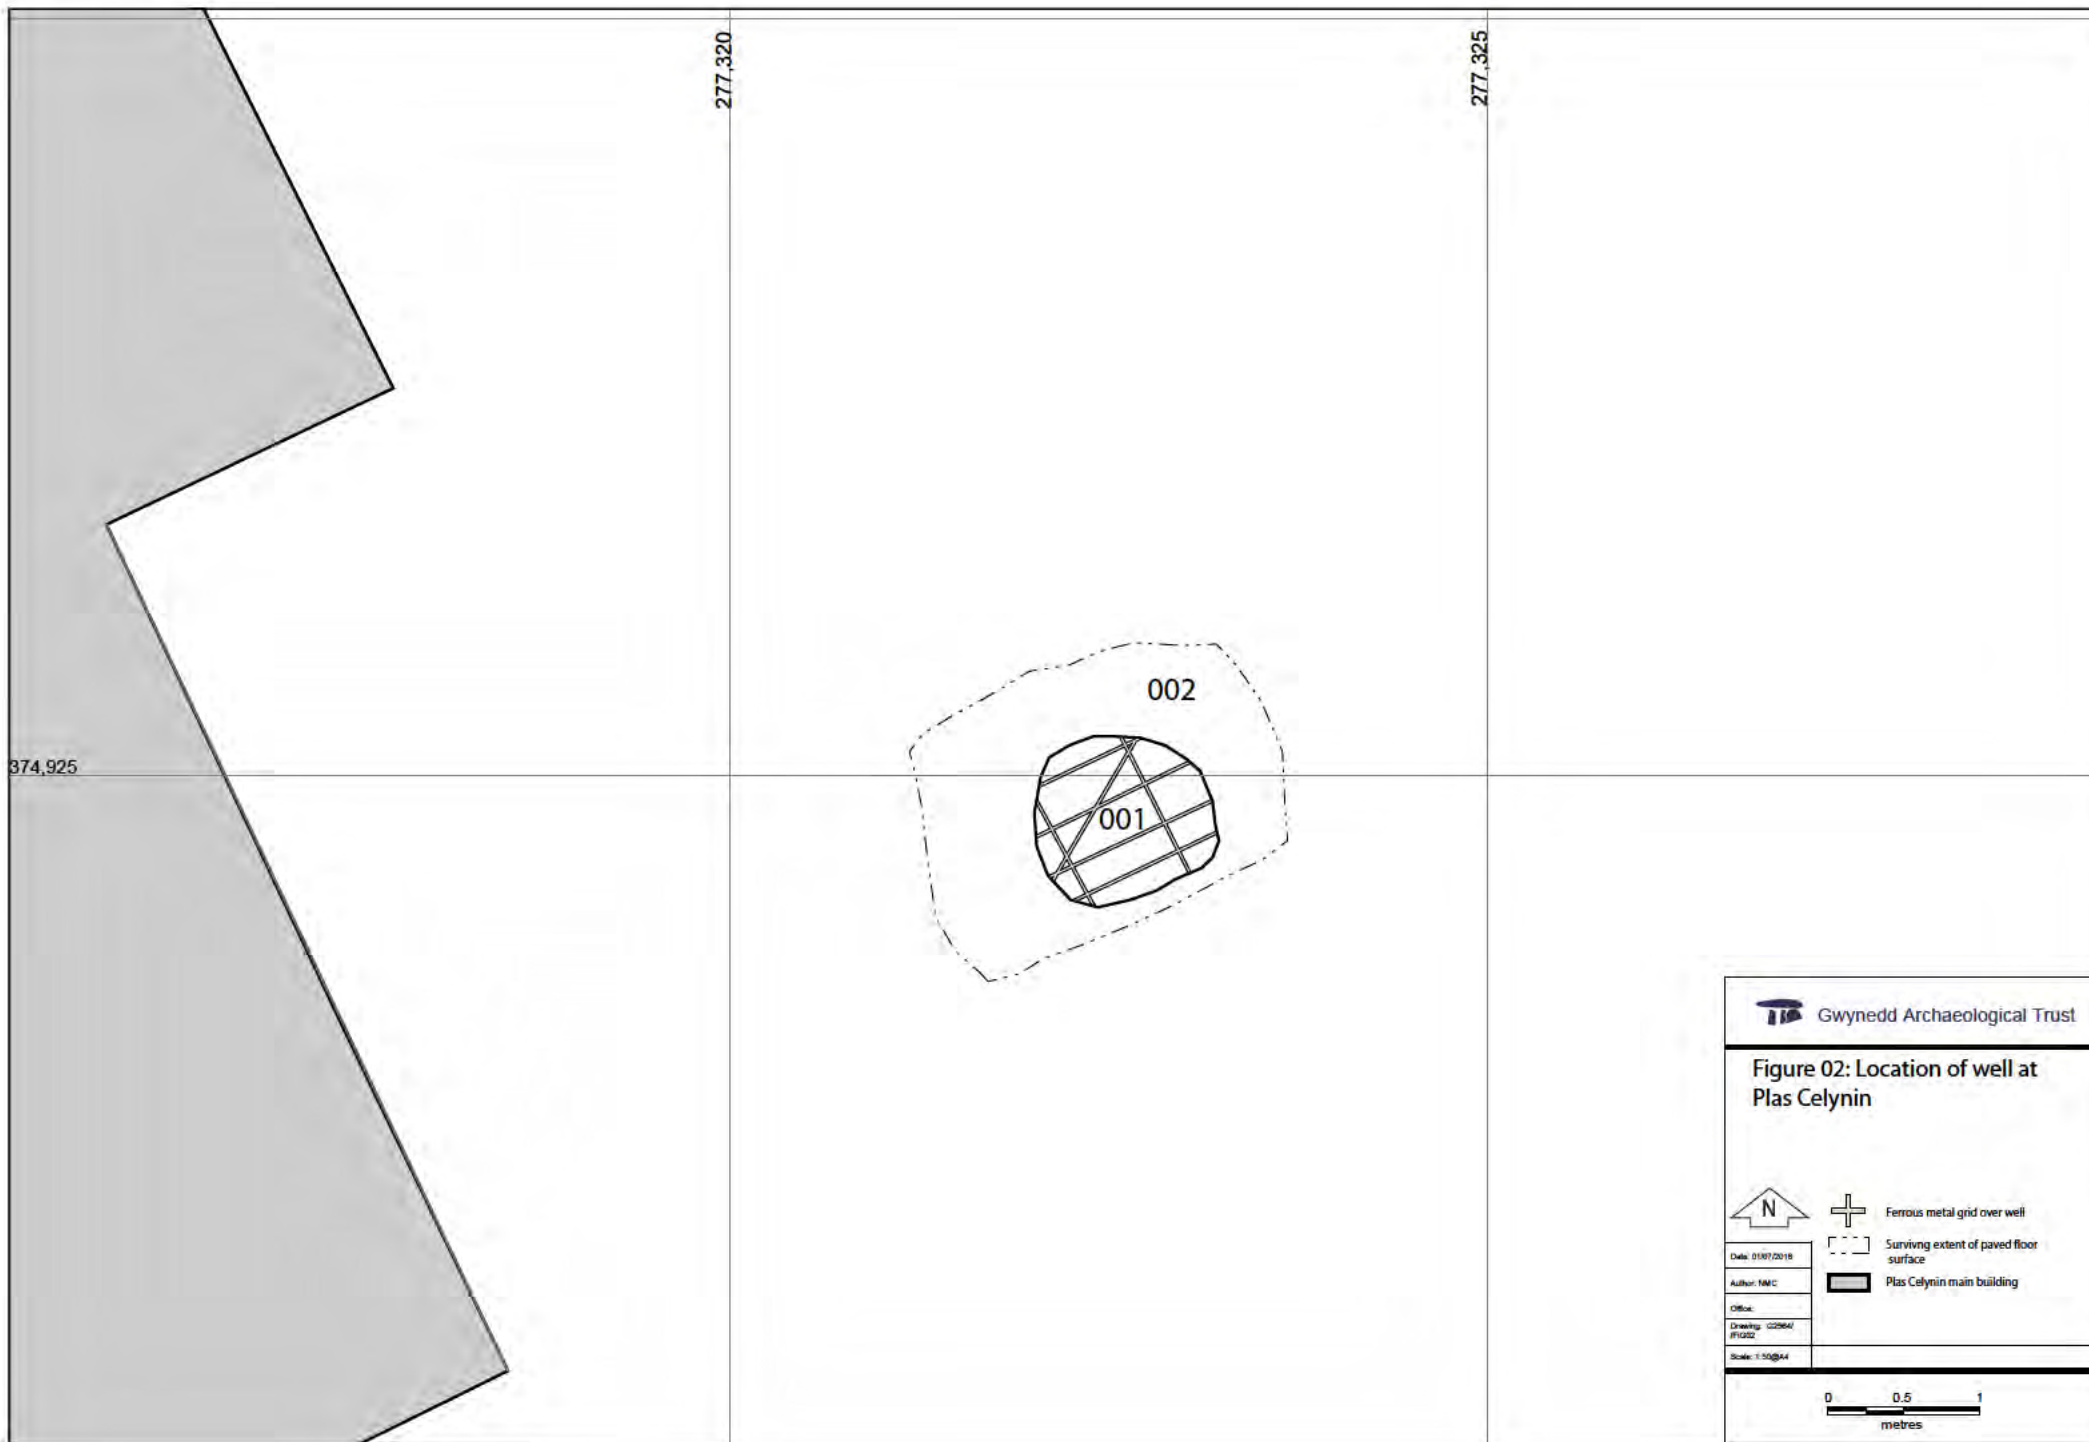 277,320
277,325
002
374,925
001
Gwynedd Archaeological Trust
Figure 02: Location of well at
Plas Celynin
N
Ferrous metal grid over well
Survivng extent of paved floor
surface
Plas Celynin main building
Author: NMC
Office:
Drawing:
Scale: 1:50@A4
0 0.5 1
metres